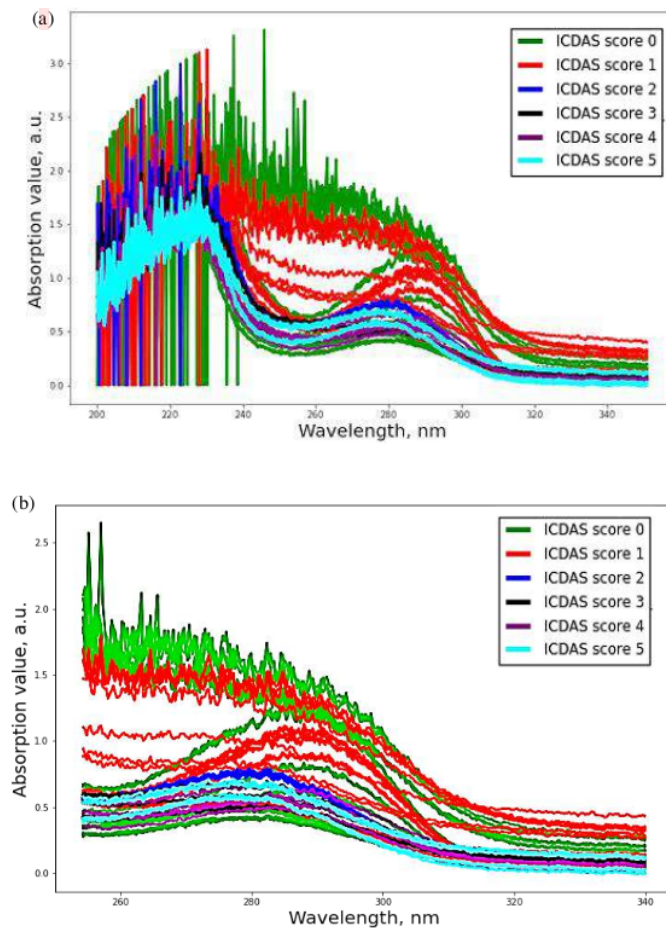 (a)
ICDAS score 0
ICDAS score 1
ICDAS score 2
ICDAS score 3
ICDAS score 4
ICDAS score 5
3.0
2.5
2.0
1.5
1.0
0.5
0.0
Absorption value, a.u.
200
220
240
260
280
300
320
340
Wavelength, nm
(b)
ICDAS score 0
ICDAS score 1
ICDAS score 2
ICDAS score 3
ICDAS score 4
ICDAS score 5
2.5
2.0
1.5
1.0
0.5
0.0
Absorption value, a.u.
260
280
300
320
340
Wavelength, nm